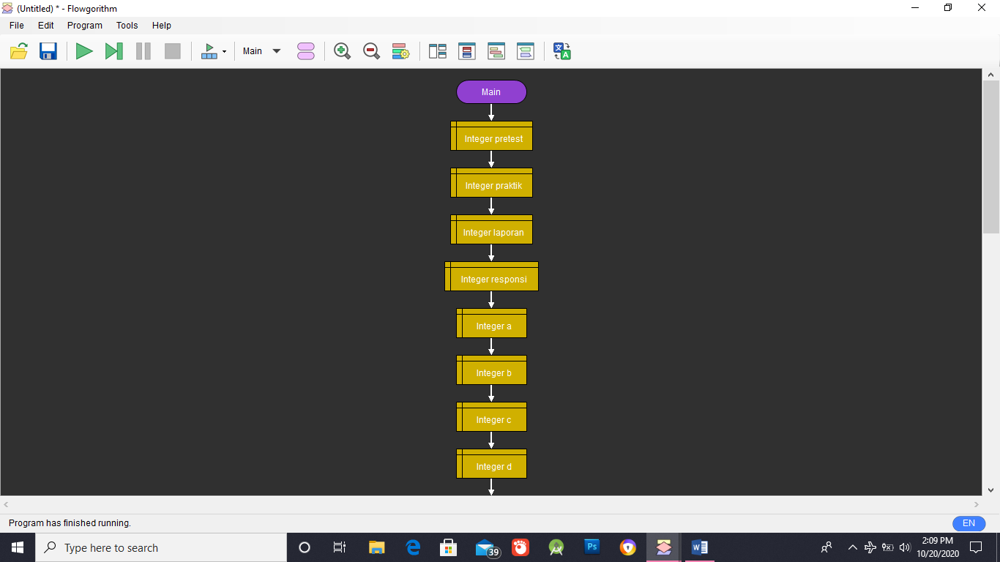 (Untitled) * - Flowgorithm
File Edit Program Tools Help
Main
Main
Integer pretest
Integer praktik
Integer laporan
Integer responsi
Integer a
Integer b
Integer c
Integer d
Program has finished running.
EN
Type here to search
39
Ps
2:09 PM
10/20/2020